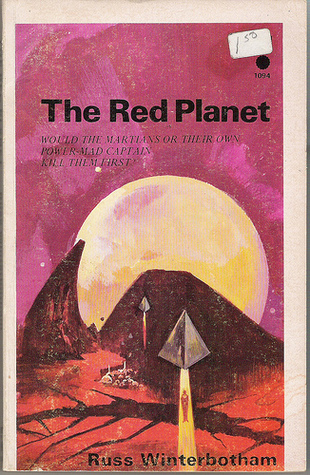 1 50
1094
The Red Planet
WOULD THE MARTIANS OR THEIR OWN
POWER-MAD CAPTAIN
KILL THEM FIRST?
Russ Winterbotham